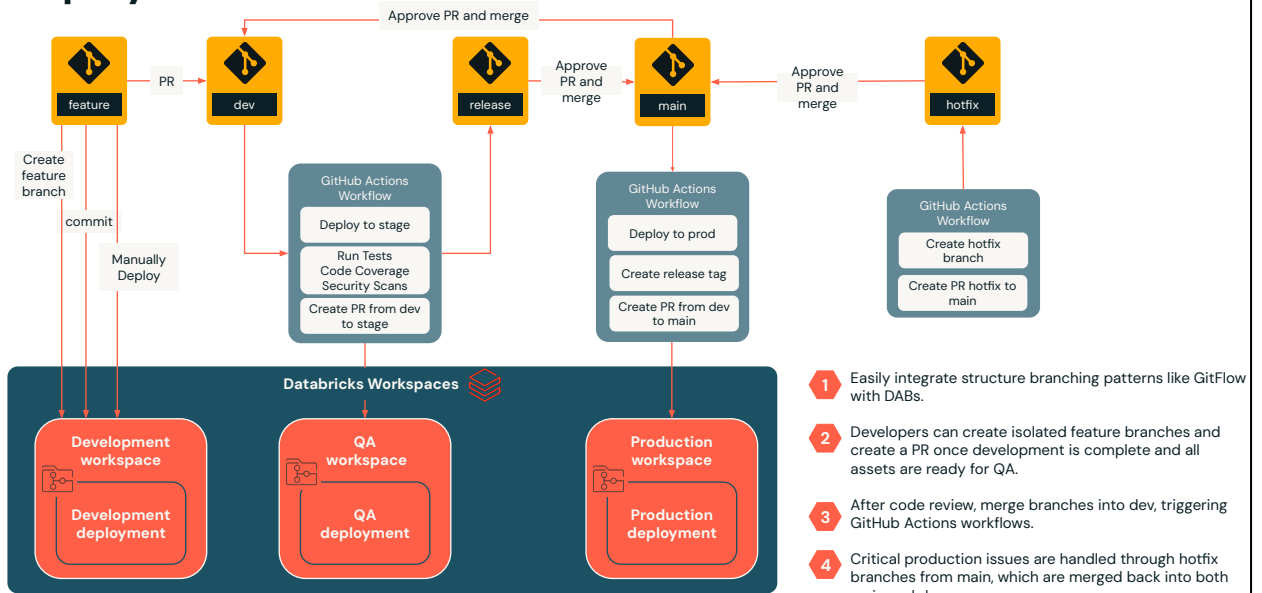 Approve PR and merge
feature
PR
dev
release
Approve
PR and
merge
main
Approve
PR and
merge
hotfix
Create
feature
branch
commit
Manually
Deploy
GitHub Actions
Workflow
Deploy to stage
Run Tests
Code Coverage
Security Scans
Create PR from dev
to stage
GitHub Actions
Workflow
Deploy to prod
Create release tag
Create PR from dev
to main
GitHub Actions
Workflow
Create hotfix
branch
Create PR hotfix to
main
Databricks Workspaces
Development
workspace
Development
deployment
QA
workspace
QA
deployment
Production
workspace
Production
deployment
1
Easily integrate structure branching patterns like GitFlow
with DABs.
2
Developers can create isolated feature branches and
create a PR once development is complete and all
assets are ready for QA.
3
After code review, merge branches into dev, triggering
GitHub Actions workflows.
4
Critical production issues are handled through hotfix
branches from main, which are merged back into both